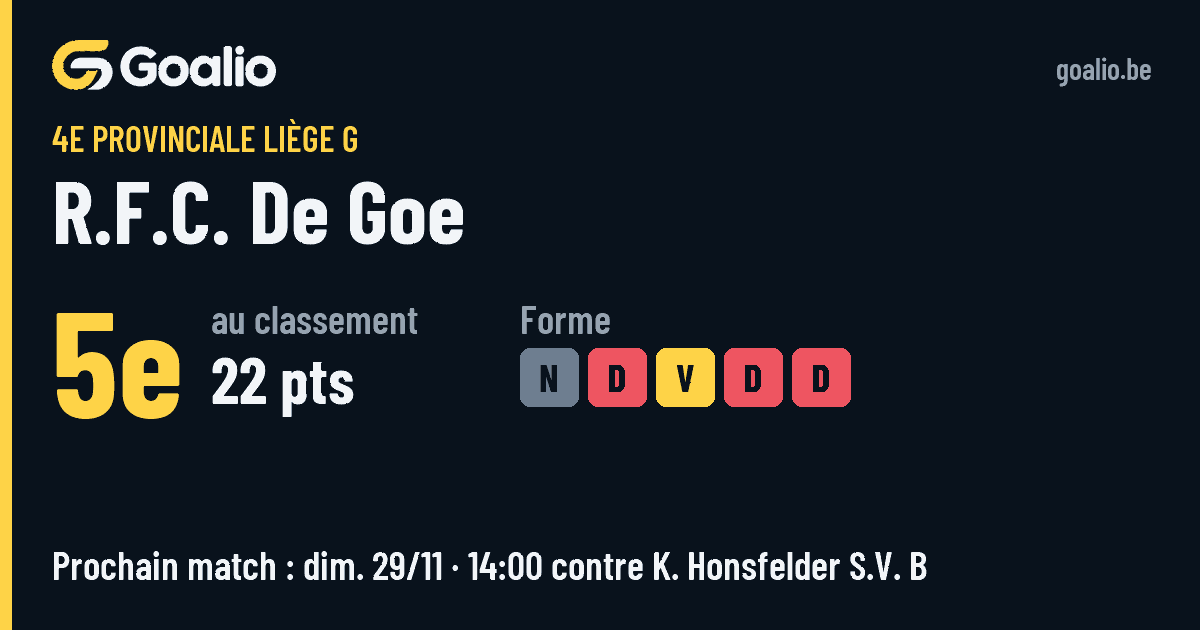 Goalio
goalio.be
4E PROVINCIALE LIÈGE G
R.F.C. De Goe
5e
au classement
22 pts
Forme
N D V D D
Prochain match : dim. 29/11 · 14:00 contre K. Honsfelder S.V. B